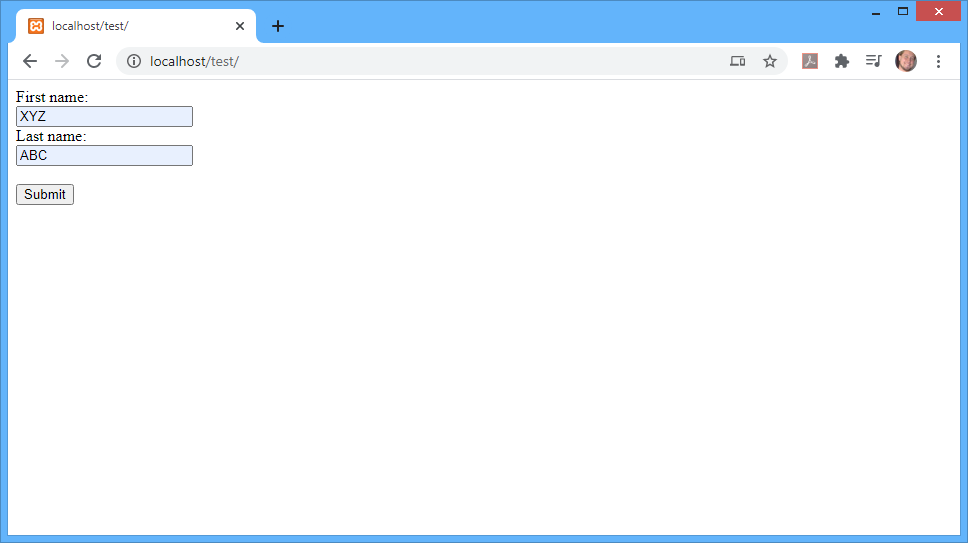 localhost/test/
localhost/test/
First name:
XYZ
Last name:
ABC
Submit